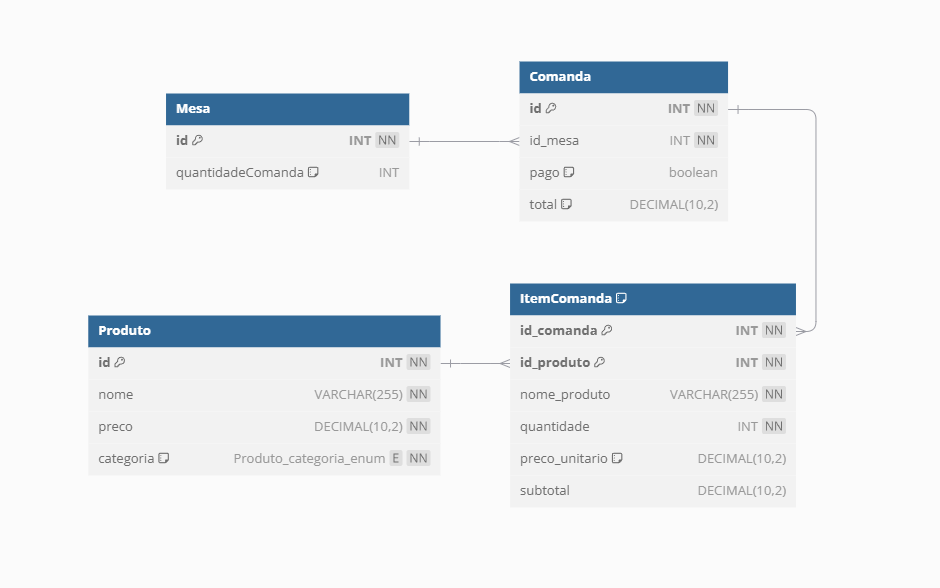 Mesa
id INT NN
quantidadeComanda INT
Comanda
id INT NN
id_mesa INT NN
pago boolean
total DECIMAL(10,2)
Produto
id INT NN
nome VARCHAR(255) NN
preco DECIMAL(10,2) NN
categoria Produto_categoria_enum E NN
ItemComanda
id_comanda INT NN
id_produto INT NN
nome_produto VARCHAR(255) NN
quantidade INT NN
preco_unitario DECIMAL(10,2)
subtotal DECIMAL(10,2)